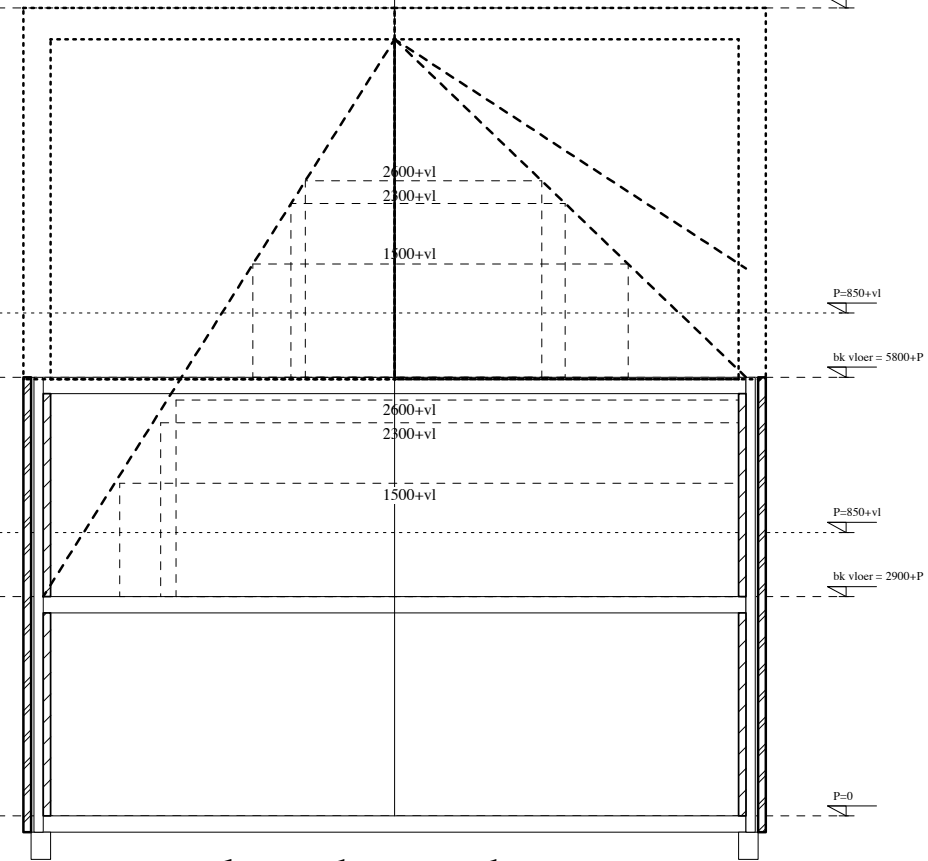 2600+vl
2300+vl
1500+vl
P=850+vl
bk vloer = 5800+P
2600+vl
2300+vl
1500+vl
P=850+vl
bk vloer = 2900+P
P=0